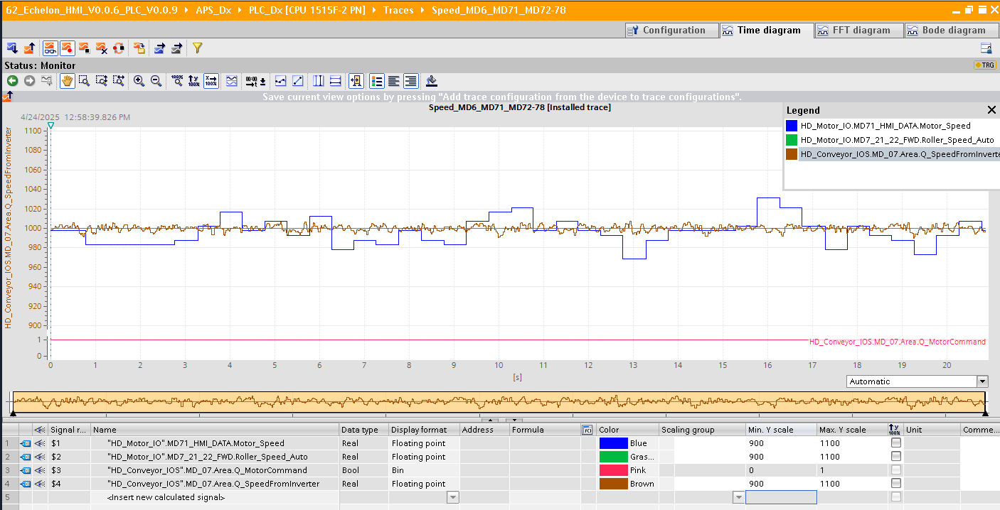 62_Echelon_HMI_V0.0.6_PLC_V0.0.9 ▸ APS_Dx ▸ PLC_Dx [CPU 1515F-2 PN] ▸ Traces ▸ Speed_MD6_MD71_MD72-78
Configuration Time diagram FFT diagram Bode diagram
Status: Monitor
TRG
Save current view options by pressing "Add trace configuration from the device to trace configurations".
Speed_MD6_MD71_MD72-78 [Installed trace]
4/24/2025 12:58:39.826 PM
Legend
HD_Motor_IO.MD71_HMI_DATA.Motor_Speed
HD_Motor_IO.MD7_21_22_FWD.Roller_Speed_Auto
HD_Conveyor_IOS.MD_07.Area.Q_SpeedFromInverte
HD_Conveyor_IOS.MD_07.Area.Q_SpeedFromInverter
1100
1080
1060
1040
1020
1000
980
960
940
920
900
1
0
HD_Conveyor_IOS.MD_07.Area.Q_MotorCommand
0 1 2 3 4 5 6 7 8 9 10 11 12 13 14 15 16 17 18 19 20
[s]
Automatic
Signal r... Name Data type Display format Address Formula Color Scaling group Min. Y scale Max. Y scale Unit Comme...
1 $1 "HD_Motor_IO".MD71_HMI_DATA.Motor_Speed Real Floating point Blue 900 1100
2 $2 "HD_Motor_IO".MD7_21_22_FWD.Roller_Speed_Auto Real Floating point Gras... 900 1100
3 $3 "HD_Conveyor_IOS".MD_07.Area.Q_MotorCommand Bool Bin Pink 0 1
4 $4 "HD_Conveyor_IOS".MD_07.Area.Q_SpeedFromInverter Real Floating point Brown 900 1100
5 <Insert new calculated signal>